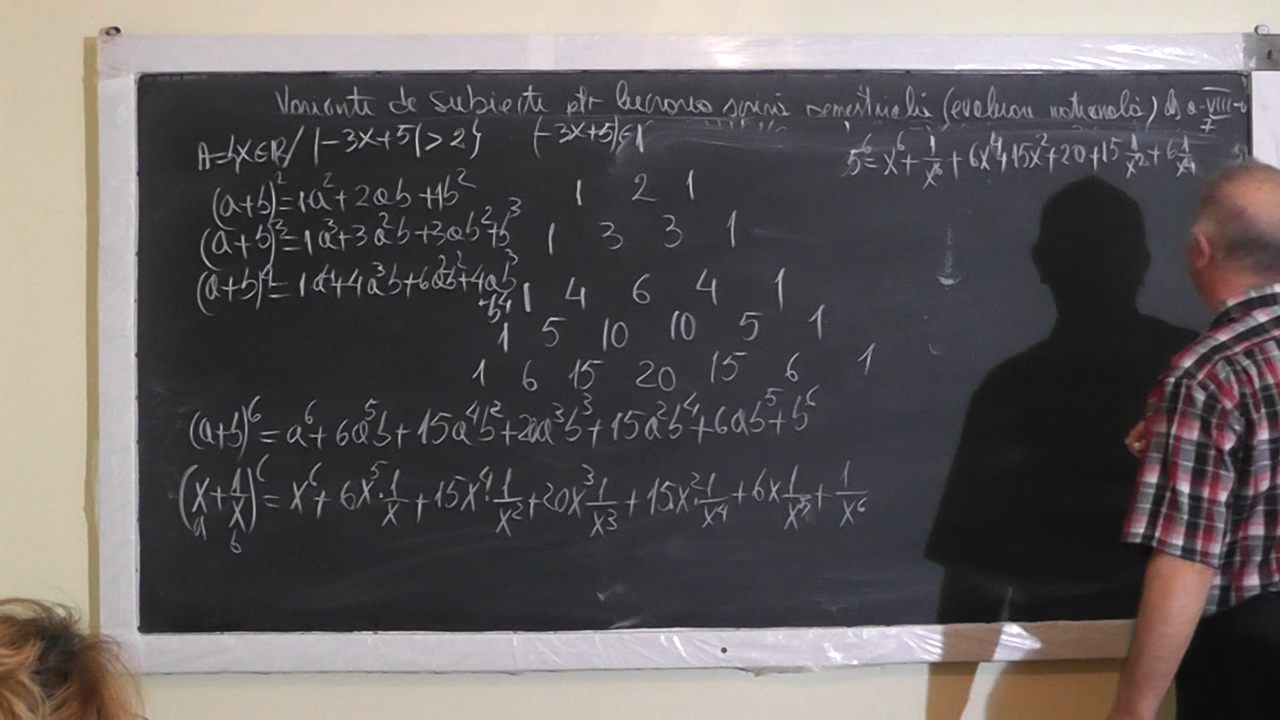 Variante de subiecte ptr lucrarea scrisă semestrială (evaluare națională) cls a-VIII-a
7
A={x∈R/ |-3x+5|>2}  |-3x+5|∈
5⁶=x⁶+1/x⁶+6x⁴+15x²+20+15 1/x²+6 1/x⁴
(a+b)²=1a²+2ab+1b²  1 2 1
(a+b)³=1a³+3a²b+3ab²+b³  1 3 3 1
(a+b)⁴=1a⁴+4a³b+6a²b²+4ab³  1 4 6 4 1
+b⁴
1 5 10 10 5 1
1 6 15 20 15 6 1
(a+b)⁶=a⁶+6a⁵b+15a⁴b²+20a³b³+15a²b⁴+6ab⁵+b⁶
(x+1/x)⁶=x⁶+6x⁵·1/x+15x⁴·1/x²+20x³·1/x³+15x²·1/x⁴+6x·1/x⁵+1/x⁶
a b